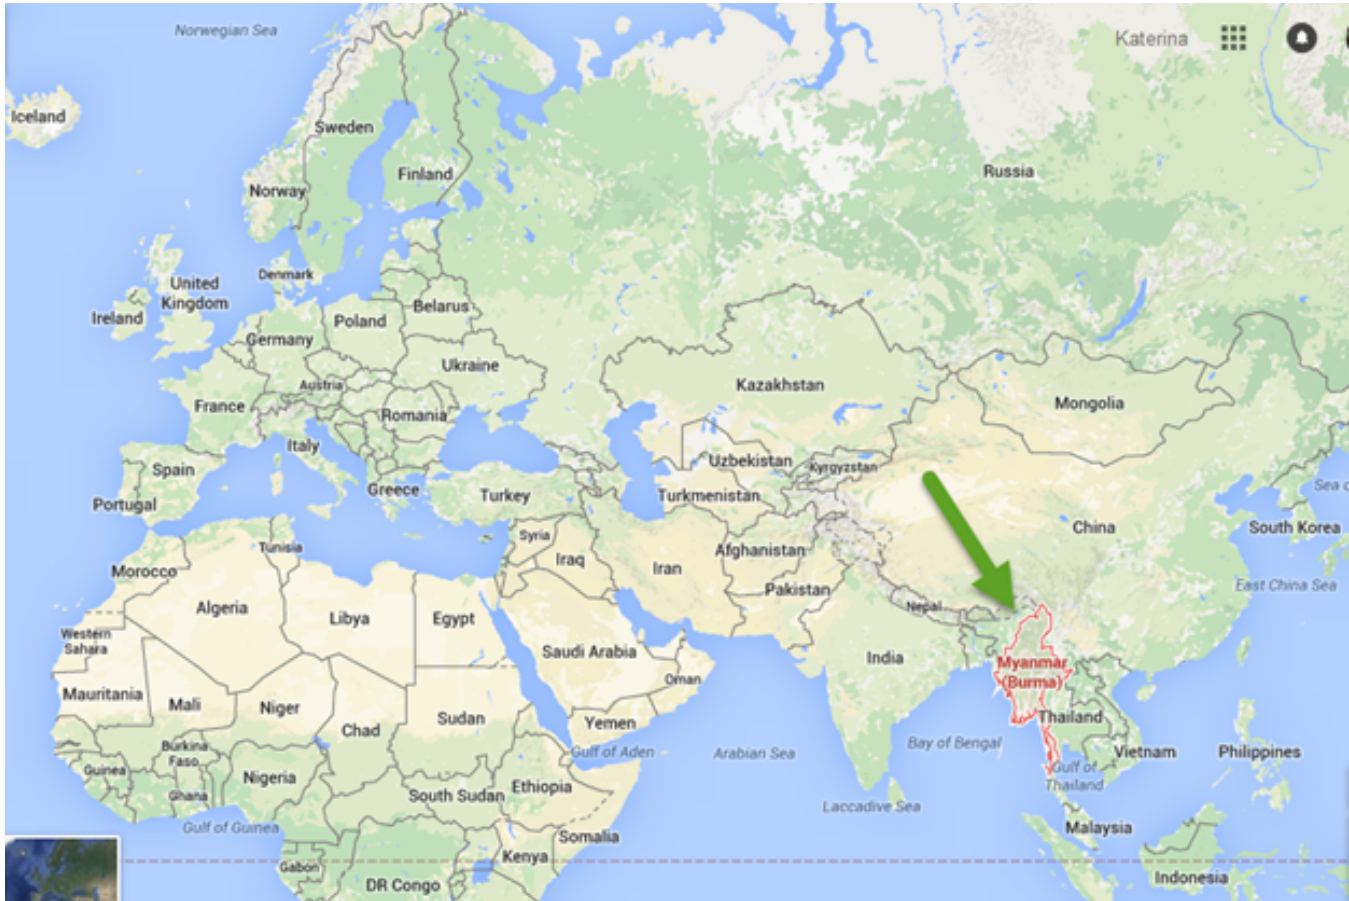 Norwegian Sea
Katerina
Iceland
Sweden
Finland
Russia
Norway
Denmark
United
Kingdom
Ireland
Belarus
Poland
Germany
Ukraine
Austria
Kazakhstan
France
Romania
Mongolia
Italy
Uzbekistan
Kyrgyzstan
Spain
Greece
Turkey
Turkmenistan
Portugal
Sea o
China
South Korea
Syria
Tunisia
Afghanistan
Iraq
Iran
Morocco
Pakistan
East China Sea
Algeria
Libya
Egypt
Nepal
Western
Sahara
Saudi Arabia
India
Myanmar
(Burma)
Oman
Mauritania
Mali
Niger
Chad
Sudan
Yemen
Thailand
Burkina
Faso
Gulf of Aden
Arabian Sea
Bay of Bengal
Vietnam
Philippines
Guinea
Nigeria
Ethiopia
Gulf of
Thailand
Ghana
South Sudan
Laccadive Sea
Gulf of Guinea
Somalia
Malaysia
Gabon
Kenya
DR Congo
Indonesia